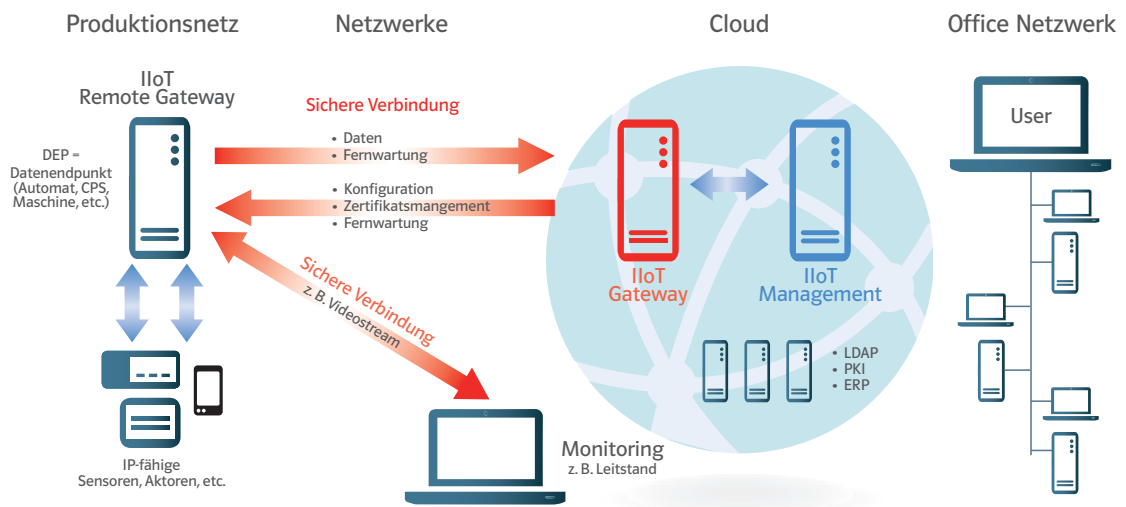 Produktionsnetz
Netzwerke
Cloud
Office Netzwerk
IIoT
Remote Gateway
DEP =
Datenendpunkt
(Automat, CPS,
Maschine, etc.)
IP-fähige
Sensoren, Aktoren, etc.
Sichere Verbindung
• Daten
• Fernwartung
• Konfiguration
• Zertifikatsmangement
• Fernwartung
Sichere Verbindung
z. B. Videostream
Monitoring
z. B. Leitstand
IIoT
Gateway
IIoT
Management
• LDAP
• PKI
• ERP
User